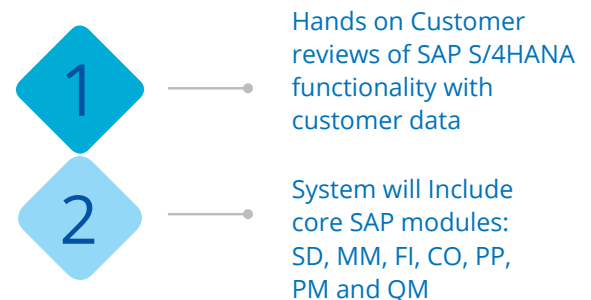 1
Hands on Customer
reviews of SAP S/4HANA
functionality with
customer data
2
System will Include
core SAP modules:
SD, MM, FI, CO, PP,
PM and QM